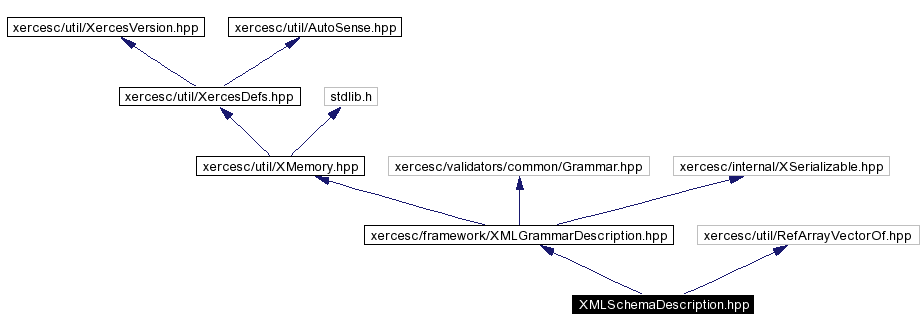 xercesc/util/XercesVersion.hpp
xercesc/util/AutoSense.hpp
xercesc/util/XercesDefs.hpp
stdlib.h
xercesc/util/XMemory.hpp
xercesc/validators/common/Grammar.hpp
xercesc/internal/XSerializable.hpp
xercesc/framework/XMLGrammarDescription.hpp
xercesc/util/RefArrayVectorOf.hpp
XMLSchemaDescription.hpp